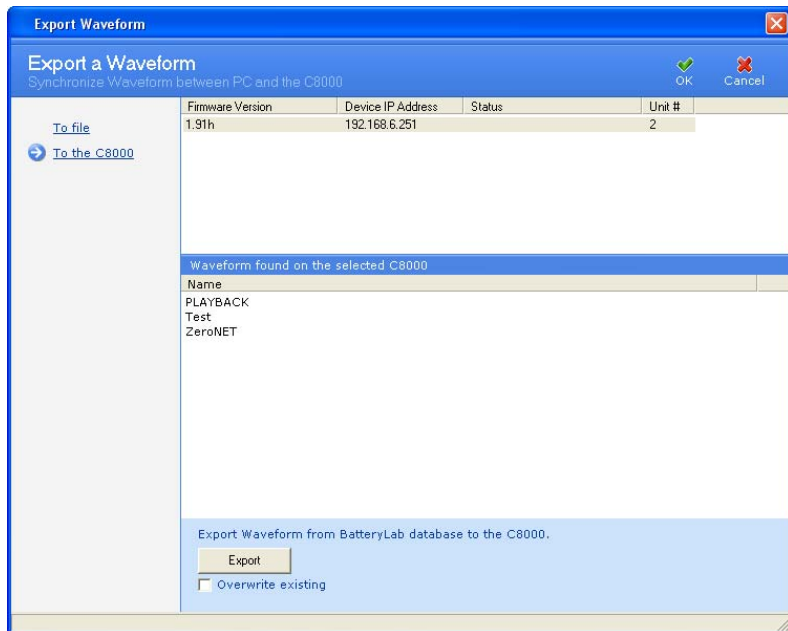 Export Waveform
Export a Waveform
Synchronize Waveform between PC and the C8000
OK
Cancel
To file
To the C8000
Firmware Version Device IP Address Status Unit #
1.91h 192.168.6.251 2
Waveform found on the selected C8000
Name
PLAYBACK
Test
ZeroNET
Export Waveform from BatteryLab database to the C8000.
Export
Overwrite existing